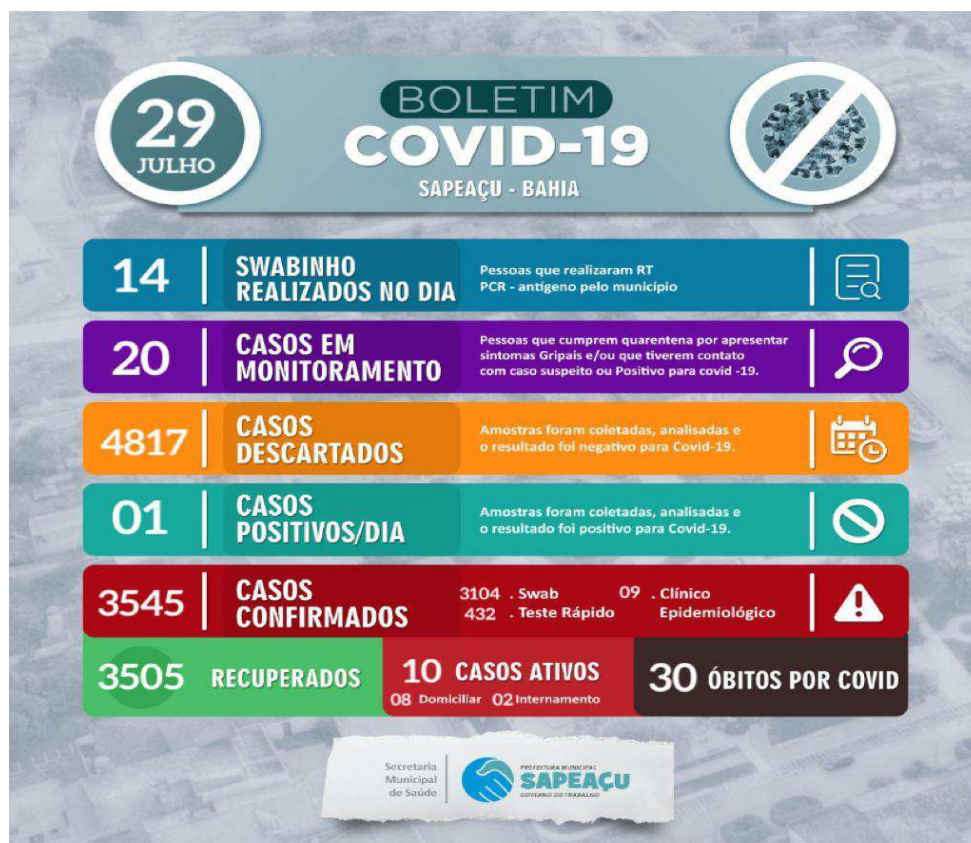 29
JULHO
BOLETIM
COVID-19
SAPEAÇU - BAHIA
14
SWABINHO
REALIZADOS NO DIA
Pessoas que realizaram RT
PCR - antígeno pelo município
20
CASOS EM
MONITORAMENTO
Pessoas que cumprem quarentena por apresentar
sintomas Gripais e/ou que tiverem contato
com caso suspeito ou Positivo para covid -19.
4817
CASOS
DESCARTADOS
Amostras foram coletadas, analisadas e
o resultado foi negativo para Covid-19.
01
CASOS
POSITIVOS/DIA
Amostras foram coletadas, analisadas e
o resultado foi positivo para Covid-19.
3545
CASOS
CONFIRMADOS
3104 . Swab
432 . Teste Rápido
09 . Clínico
Epidemiológico
3505 RECUPERADOS
10 CASOS ATIVOS
08 Domiciliar 02 Internamento
30 ÓBITOS POR COVID
Secretaria
Municipal
de Saúde
PREFEITURA MUNICIPAL
SAPEAÇU
GOVERNO DO TRABALHO